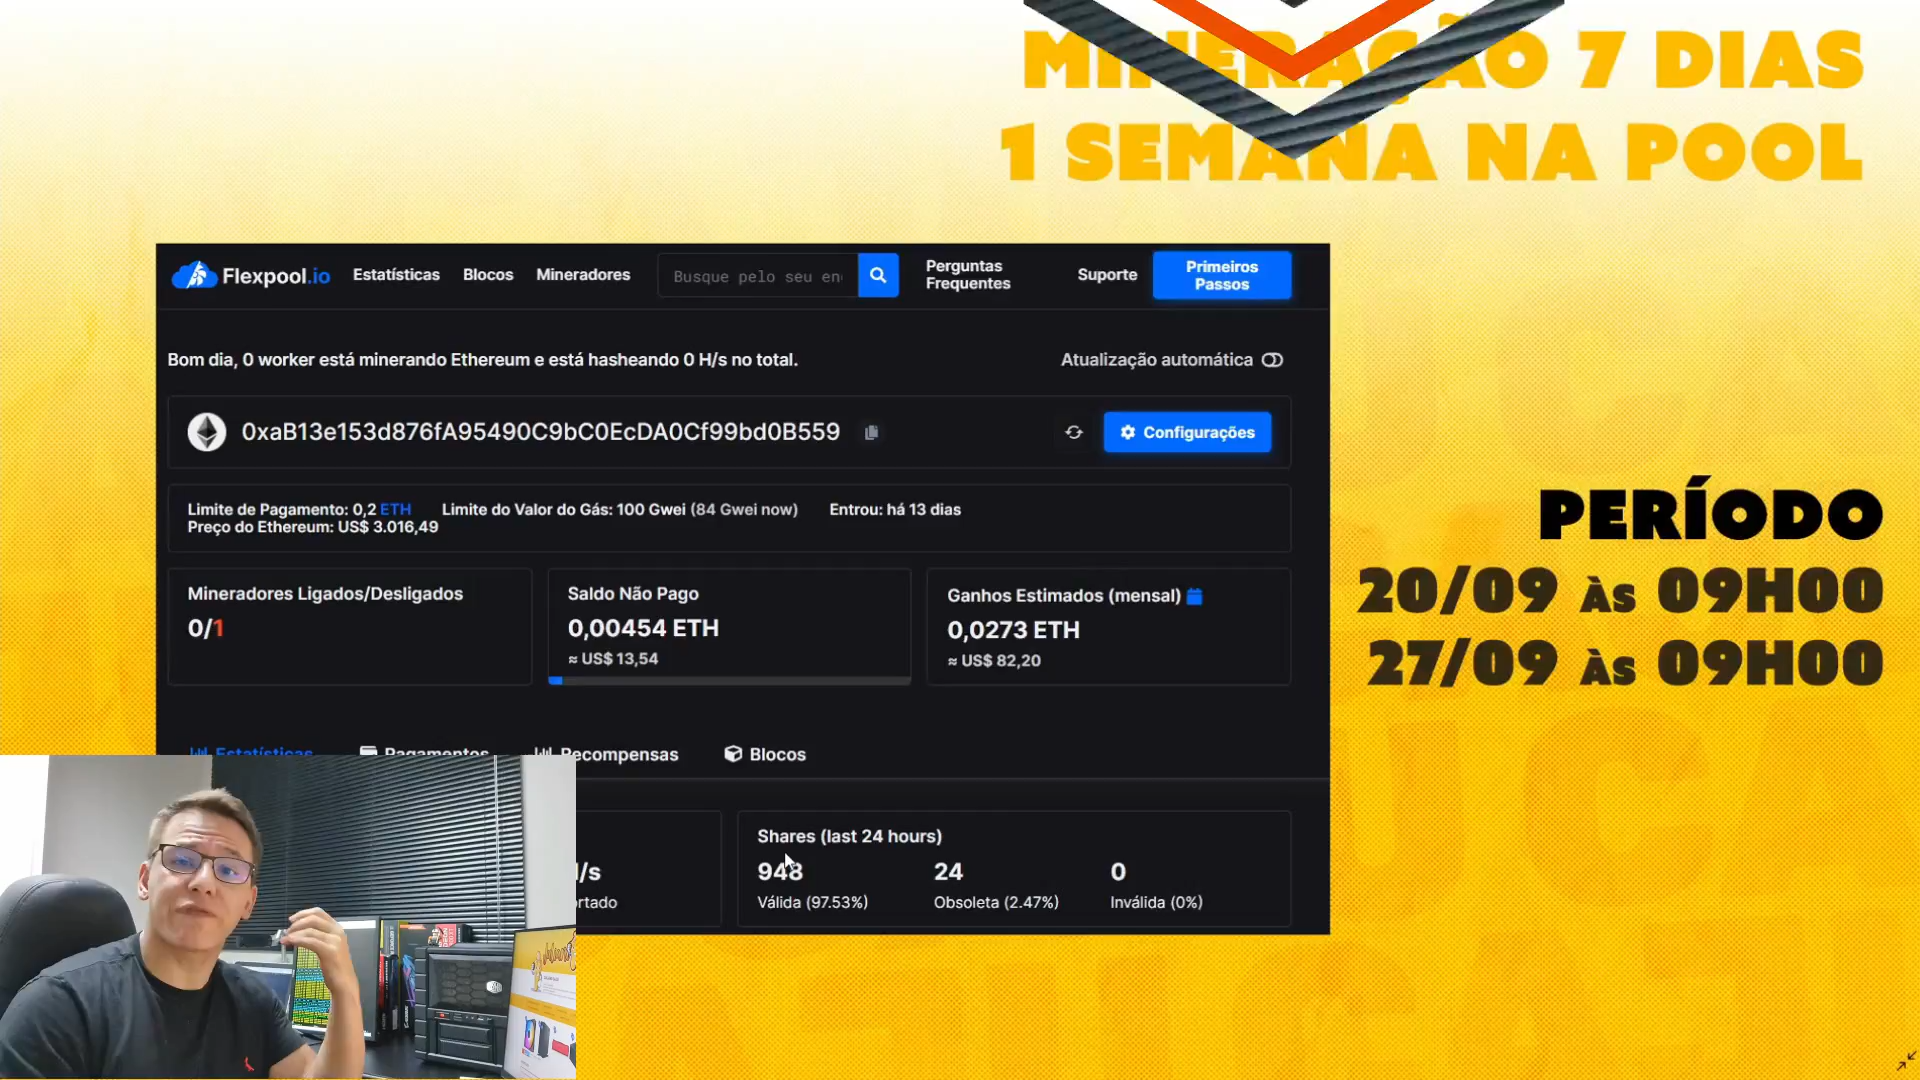 MINERAÇÃO 7 DIAS
1 SEMANA NA POOL
Flexpool.io
Estatísticas
Blocos
Mineradores
Busque pelo seu en
Perguntas
Frequentes
Suporte
Primeiros
Passos
Bom dia, 0 worker está minerando Ethereum e está hasheando 0 H/s no total.
Atualização automática
0xaB13e153d876fA95490C9bC0EcDA0Cf99bd0B559
Configurações
Limite de Pagamento: 0,2 ETH
Limite do Valor do Gás: 100 Gwei (84 Gwei now)
Entrou: há 13 dias
Preço do Ethereum: US$ 3.016,49
PERÍODO
20/09 ÀS 09H00
27/09 ÀS 09H00
Mineradores Ligados/Desligados
0/1
Saldo Não Pago
0,00454 ETH
≈ US$ 13,54
Ganhos Estimados (mensal)
0,0273 ETH
≈ US$ 82,20
Estatísticas
Pagamentos
Recompensas
Blocos
/s
ortado
Shares (last 24 hours)
948
Válida (97.53%)
24
Obsoleta (2.47%)
0
Inválida (0%)